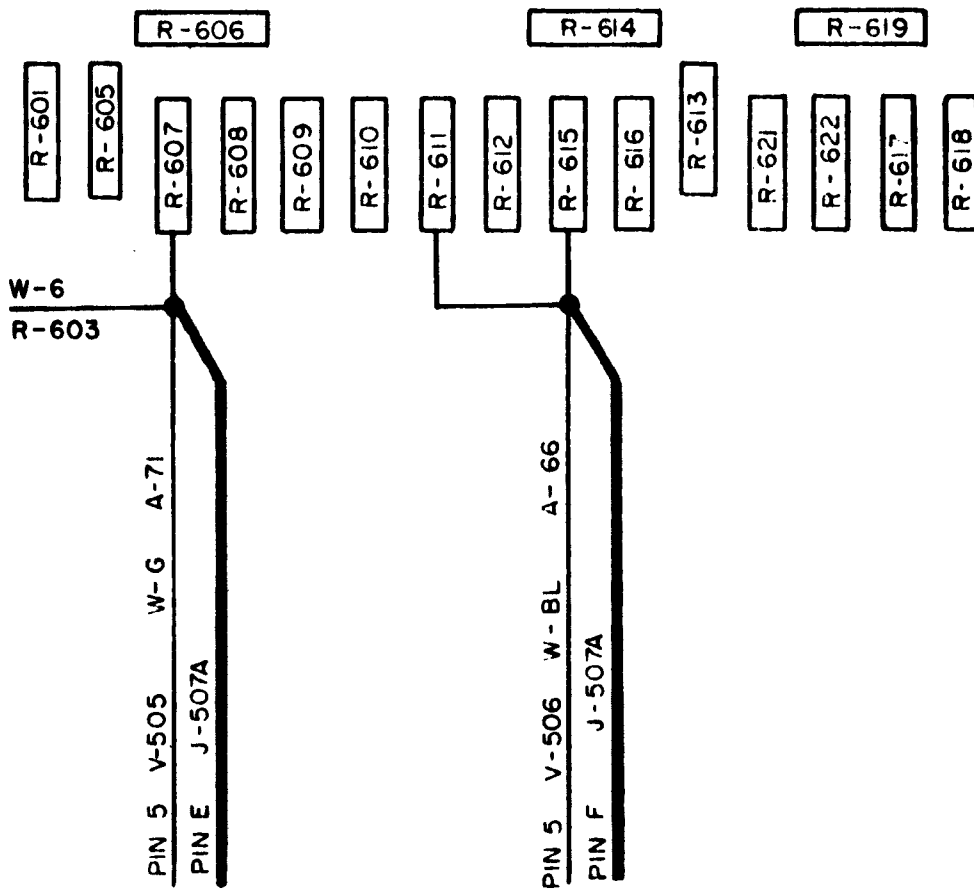 R-606
R-614
R-619
R-601
R-605
R-607
R-608
R-609
R-610
R-611
R-612
R-615
R-616
R-613
R-621
R-622
R-617
R-618
W-6
R-603
PIN 5 V-505 W-G A-71
PIN E J-507A
PIN 5 V-506 W-BL A-66
PIN F J-507A